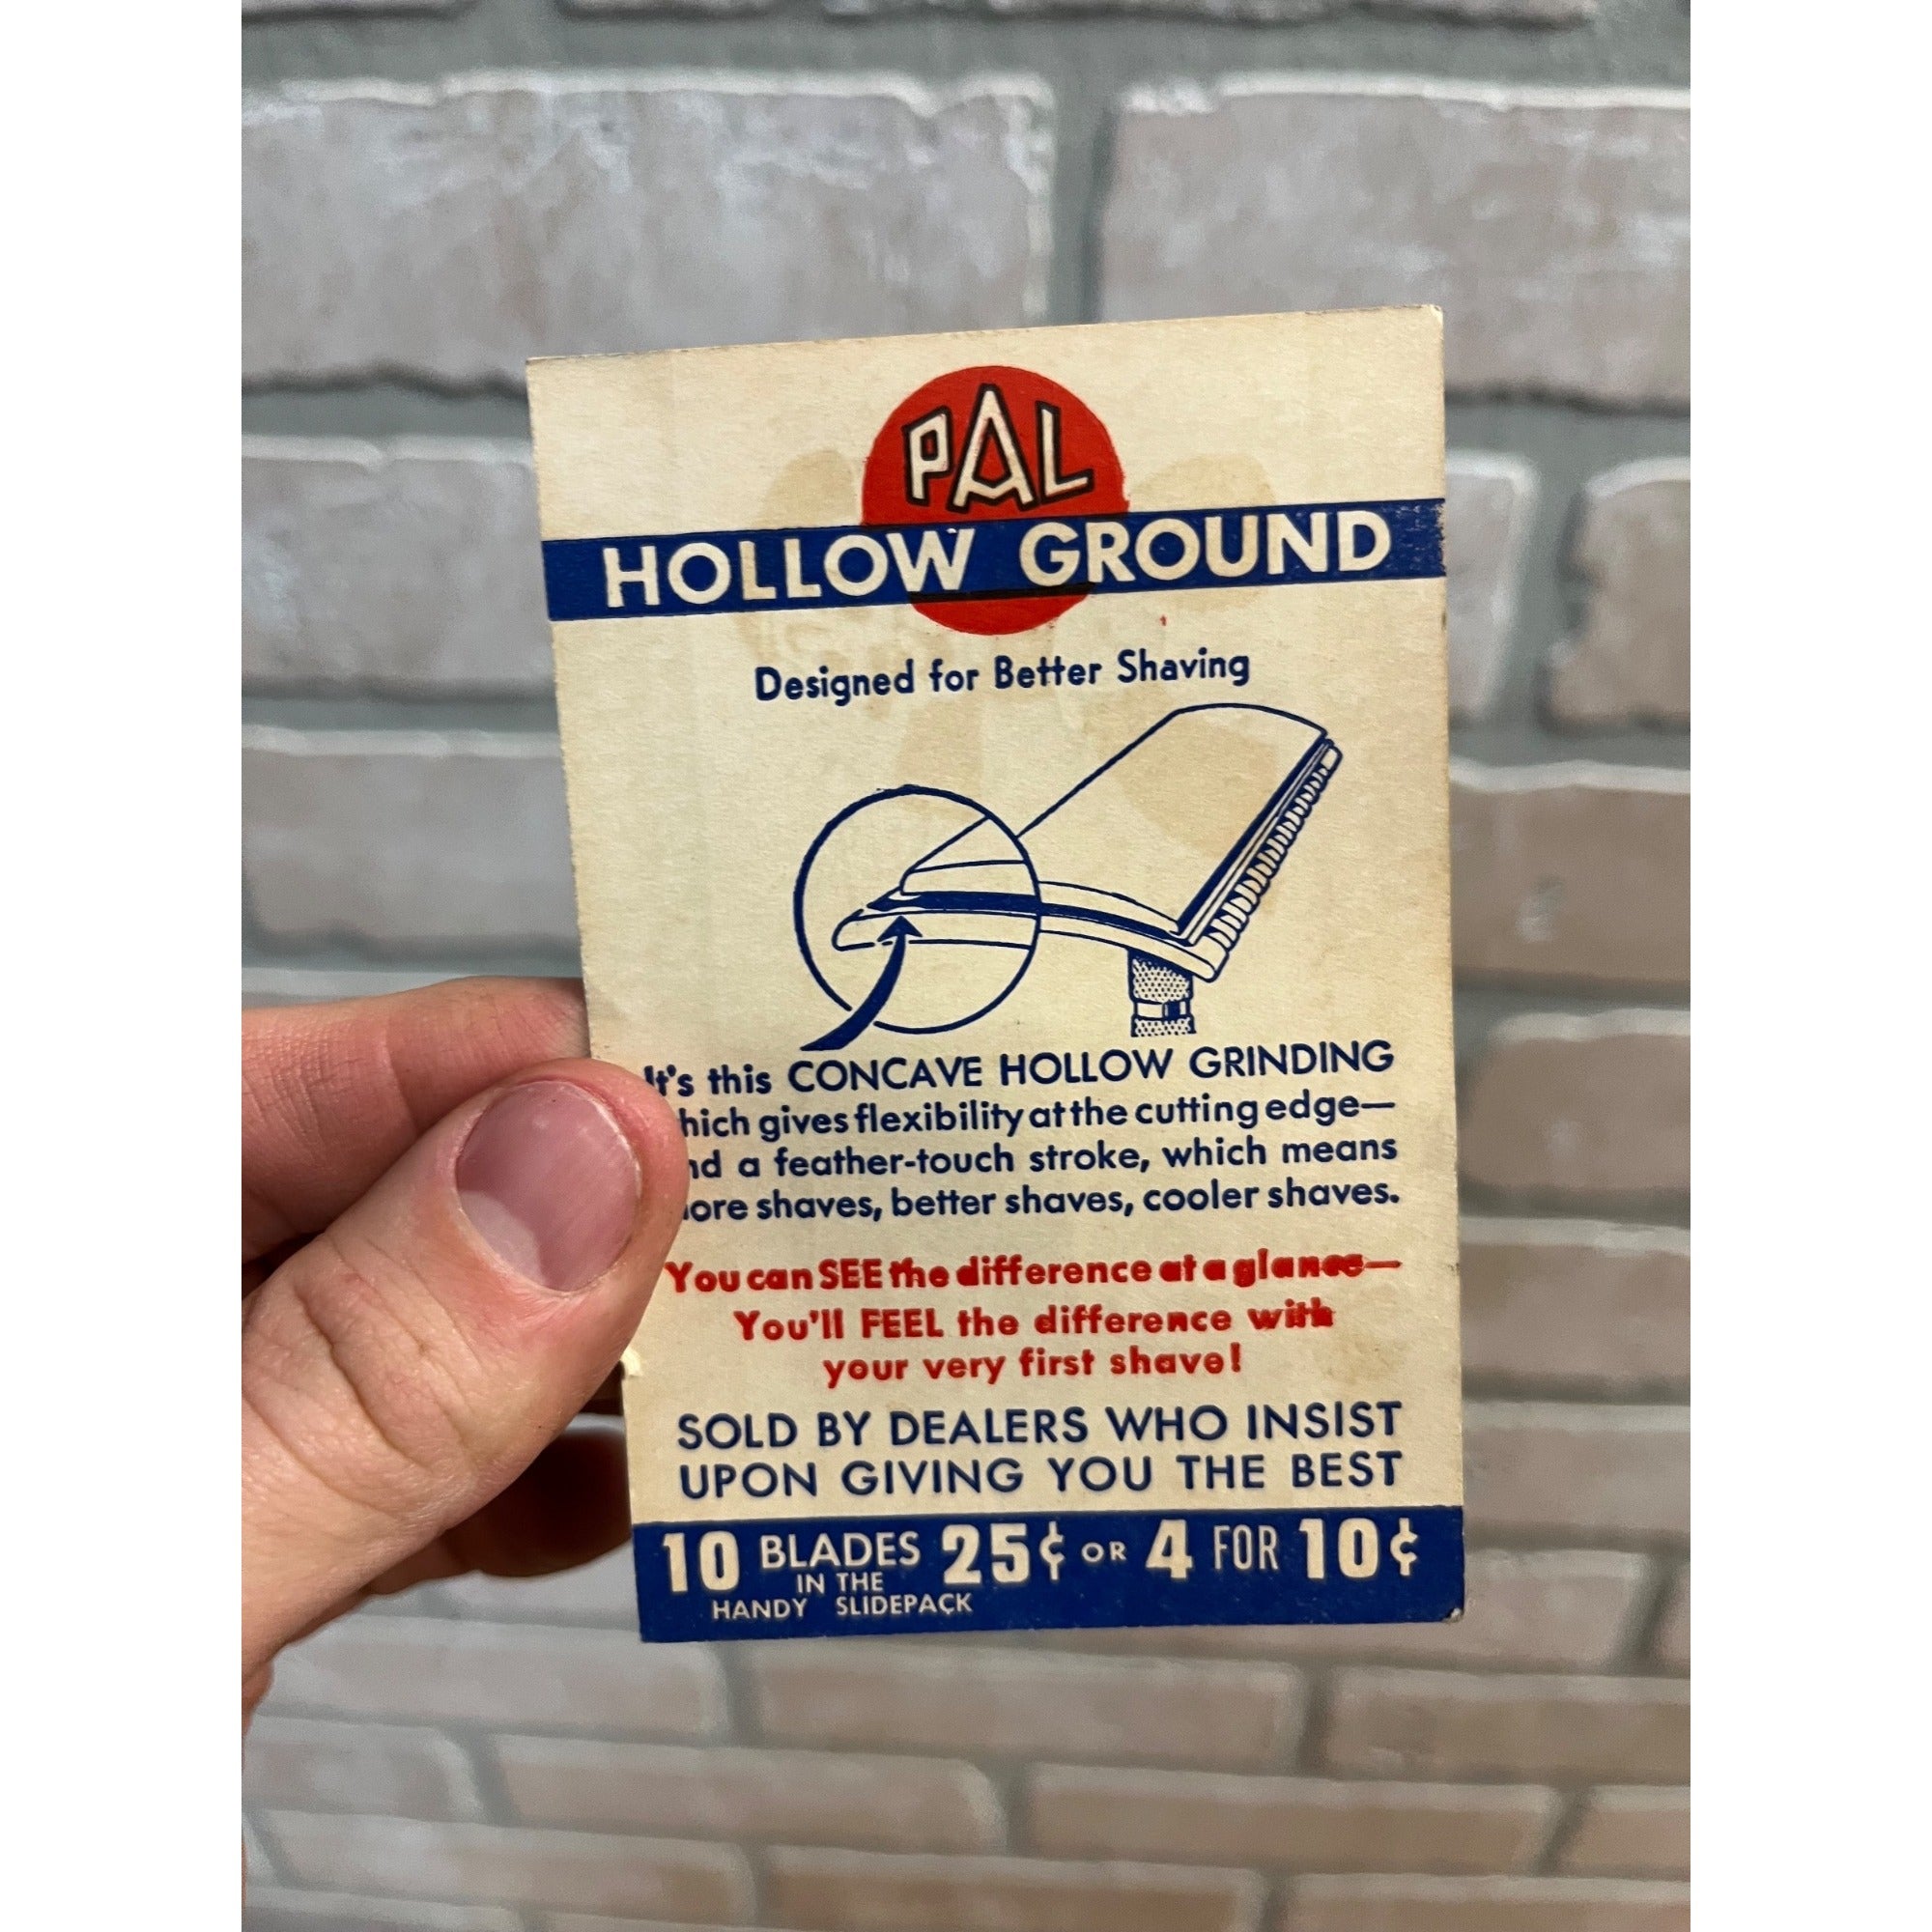 PAL
HOLLOW GROUND
Designed for Better Shaving
It's this CONCAVE HOLLOW GRINDING
hich gives flexibility at the cutting edge—
nd a feather-touch stroke, which means
ore shaves, better shaves, cooler shaves.
You can SEE the difference at a glance—
You'll FEEL the difference with
your very first shave!
SOLD BY DEALERS WHO INSIST
UPON GIVING YOU THE BEST
10 BLADES 25¢ OR 4 FOR 10¢
IN THE
HANDY SLIDEPACK